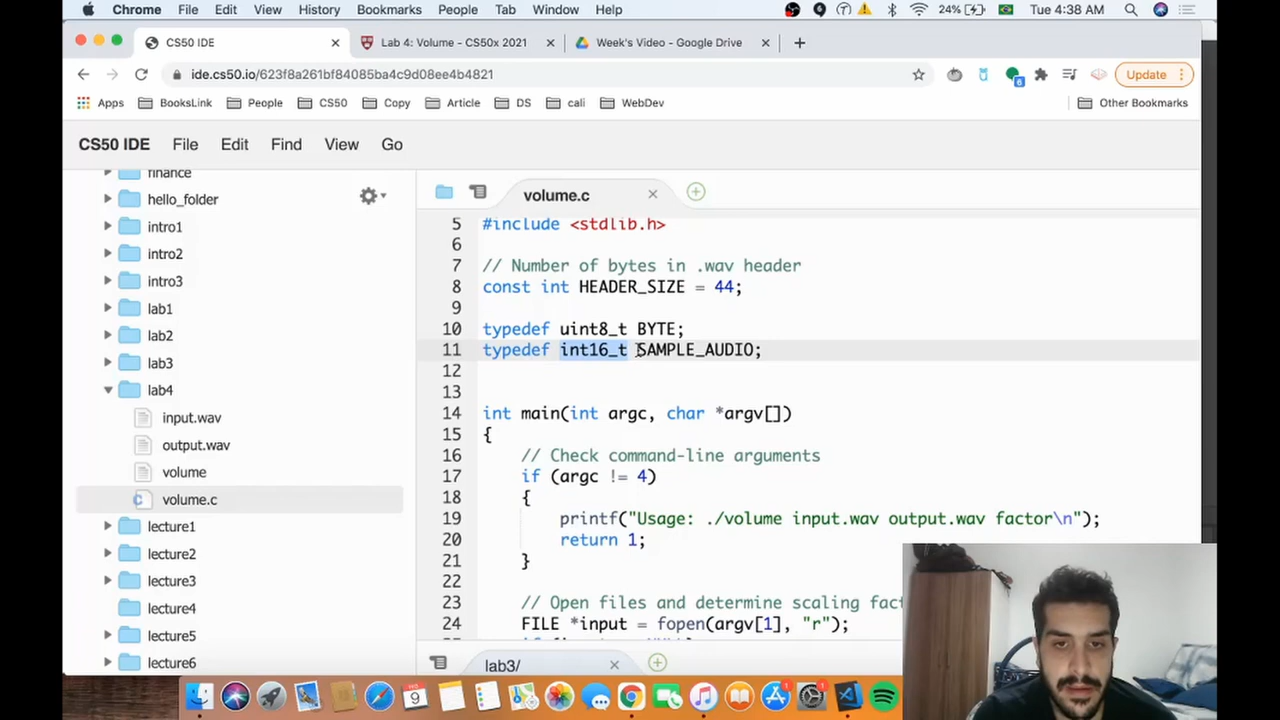 Chrome File Edit View History Bookmarks People Tab Window Help 24% Tue 4:38 AM
CS50 IDE Lab 4: Volume - CS50x 2021 Week's Video - Google Drive
ide.cs50.io/623f8a261bf84085ba4c9d08ee4b4821 6 Update
Apps BooksLink People CS50 Copy Article DS cali WebDev Other Bookmarks
CS50 IDE File Edit Find View Go
finance
hello_folder
intro1
intro2
intro3
lab1
lab2
lab3
lab4
input.wav
output.wav
volume
volume.c
lecture1
lecture2
lecture3
lecture4
lecture5
lecture6
volume.c
5 #include <stdlib.h>
6
7 // Number of bytes in .wav header
8 const int HEADER_SIZE = 44;
9
10 typedef uint8_t BYTE;
11 typedef int16_t SAMPLE_AUDIO;
12
13
14 int main(int argc, char *argv[])
15 {
16 // Check command-line arguments
17 if (argc != 4)
18 {
19 printf("Usage: ./volume input.wav output.wav factor\n");
20 return 1;
21 }
22
23 // Open files and determine scaling
24 FILE *input = fopen(argv[1], "r");
lab3/
9